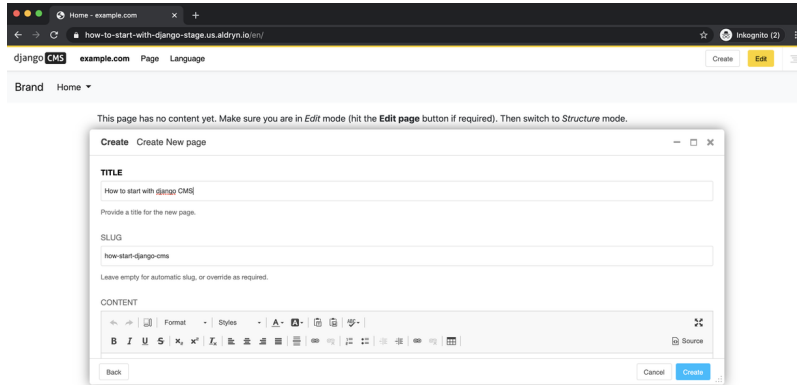 Home - example.com
how-to-start-with-django-stage.us.aldryn.io/en/
Inkognito (2)
django CMS example.com Page Language Create Edit
Brand Home
This page has no content yet. Make sure you are in Edit mode (hit the Edit page button if required). Then switch to Structure mode.
Create Create New page
TITLE
How to start with django CMS
Provide a title for the new page.
SLUG
how-start-django-cms
Leave empty for automatic slug, or override as required.
CONTENT
Format Styles A A ABC
B I U S x₂ x² Tx Source
Back Cancel Create